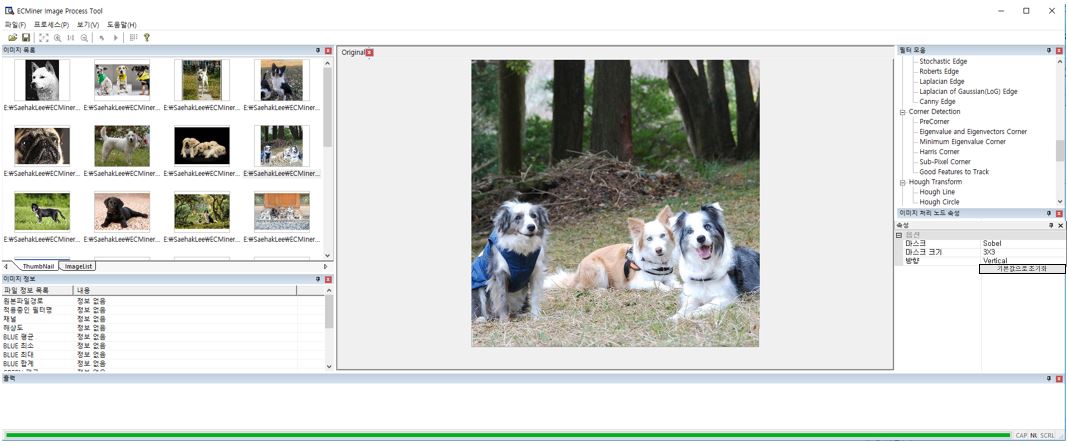 ECMiner Image Process Tool
파일(F) 프로세스(P) 보기(V) 도움말(H)
이미지 목록
E:₩SaehakLee₩ECMiner... E:₩SaehakLee₩ECMiner... E:₩SaehakLee₩ECMiner... E:₩SaehakLee₩ECMiner...
E:₩SaehakLee₩ECMiner... E:₩SaehakLee₩ECMiner... E:₩SaehakLee₩ECMiner... E:₩SaehakLee₩ECMiner...
E:₩SaehakLee₩ECMiner... E:₩SaehakLee₩ECMiner... E:₩SaehakLee₩ECMiner... E:₩SaehakLee₩ECMiner...
ThumbNail ImageList
이미지 정보
파일 정보 목록 내용
원본파일경로 정보 없음
적용중인 필터명 정보 없음
채널 정보 없음
해상도 정보 없음
BLUE 평균 정보 없음
BLUE 최소 정보 없음
BLUE 최대 정보 없음
BLUE 합계 정보 없음
Original
필터 모음
Stochastic Edge
Roberts Edge
Laplacian Edge
Laplacian of Gaussian(LoG) Edge
Canny Edge
Corner Detection
PreCorner
Eigenvalue and Eigenvectors Corner
Minimum Eigenvalue Corner
Harris Corner
Sub-Pixel Corner
Good Features to Track
Hough Transform
Hough Line
Hough Circle
이미지 처리 노드 속성
속성
옵션
마스크 Sobel
마스크 크기 3X3
방향 Vertical
기본값으로 초기화
출력
CAP NUM SCRL